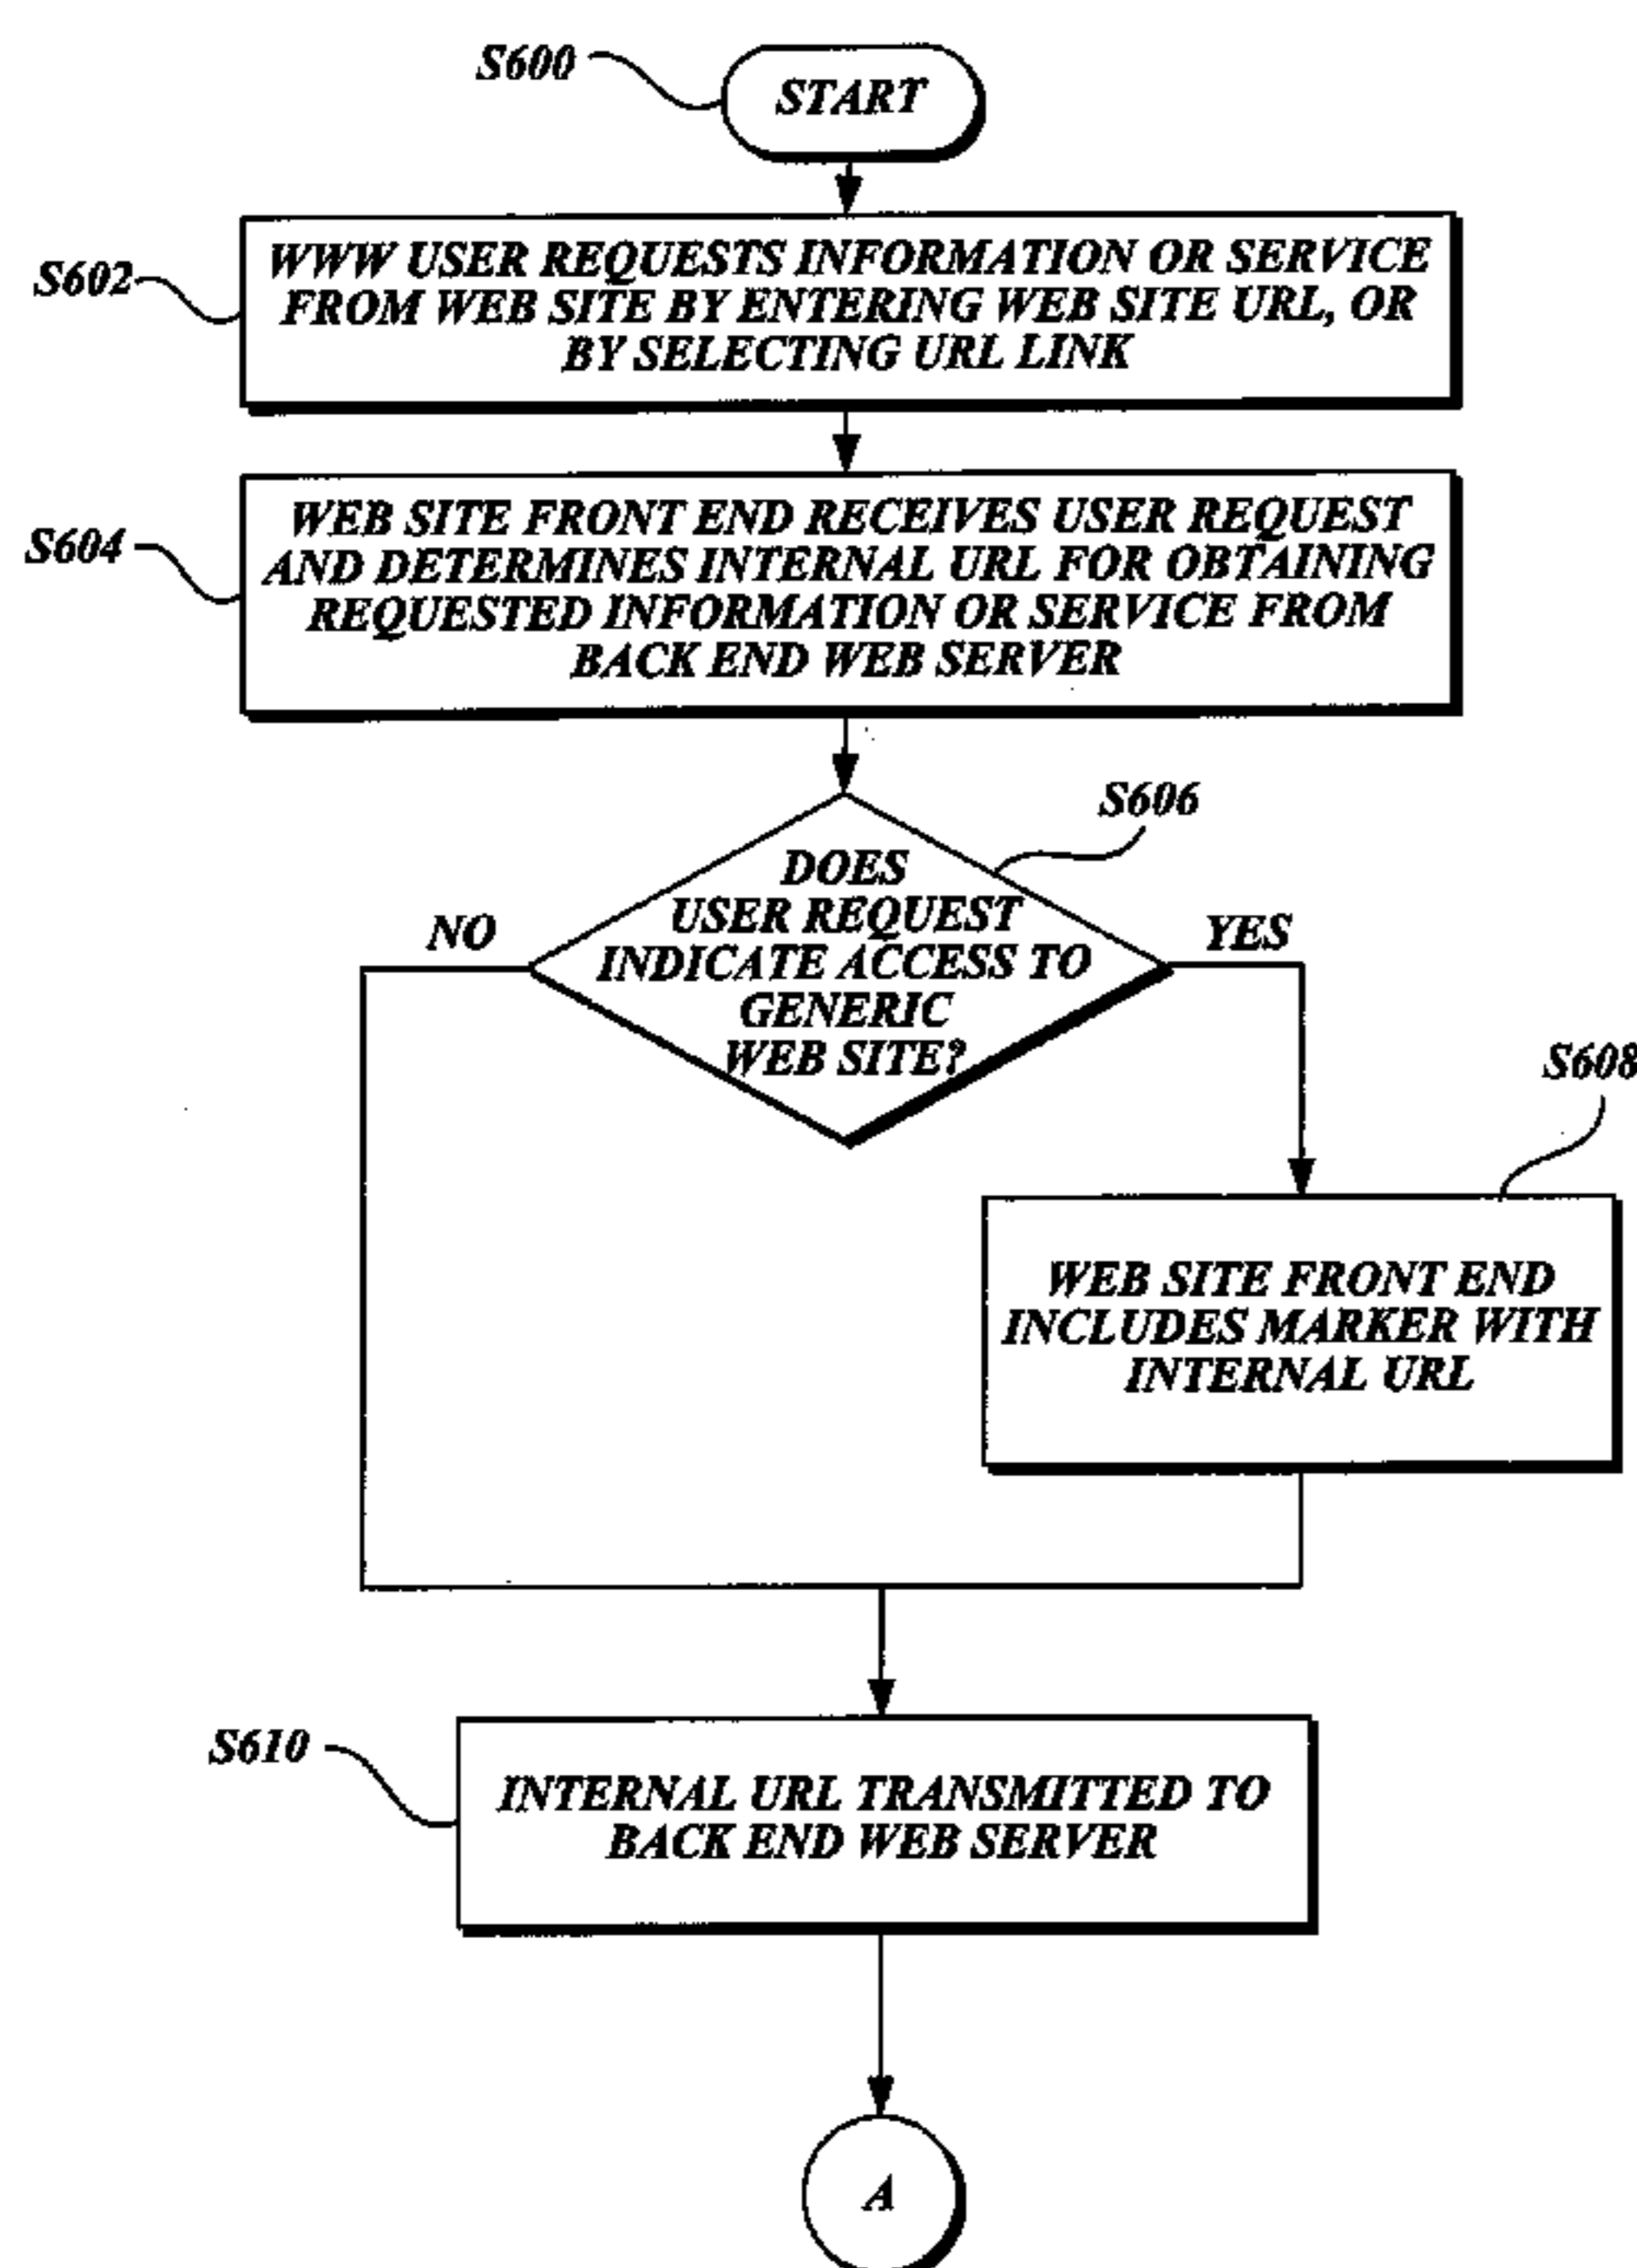 S600
START
S602
WWW USER REQUESTS INFORMATION OR SERVICE
FROM WEB SITE BY ENTERING WEB SITE URL, OR
BY SELECTING URL LINK
S604
WEB SITE FRONT END RECEIVES USER REQUEST
AND DETERMINES INTERNAL URL FOR OBTAINING
REQUESTED INFORMATION OR SERVICE FROM
BACK END WEB SERVER
S606
DOES
USER REQUEST
INDICATE ACCESS TO
GENERIC
WEB SITE?
NO
YES
S608
WEB SITE FRONT END
INCLUDES MARKER WITH
INTERNAL URL
S610
INTERNAL URL TRANSMITTED TO
BACK END WEB SERVER
A